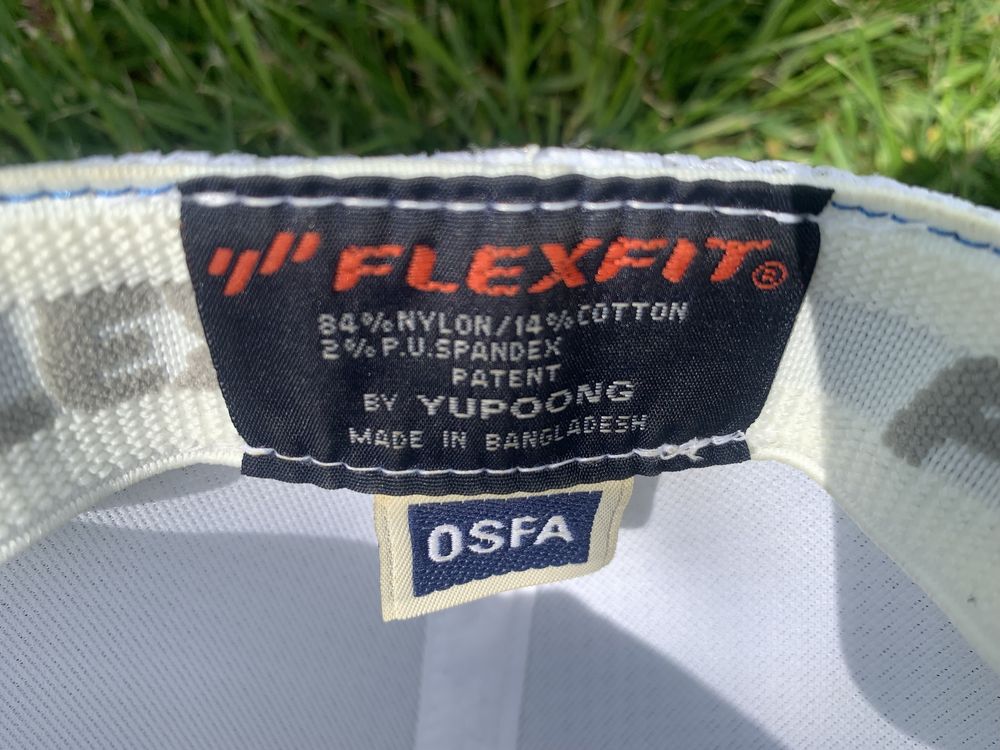 FLEXFIT®
84%NYLON/14%COTTON
2%P.U.SPANDEX
PATENT
BY YUPOONG
MADE IN BANGLADESH
OSFA